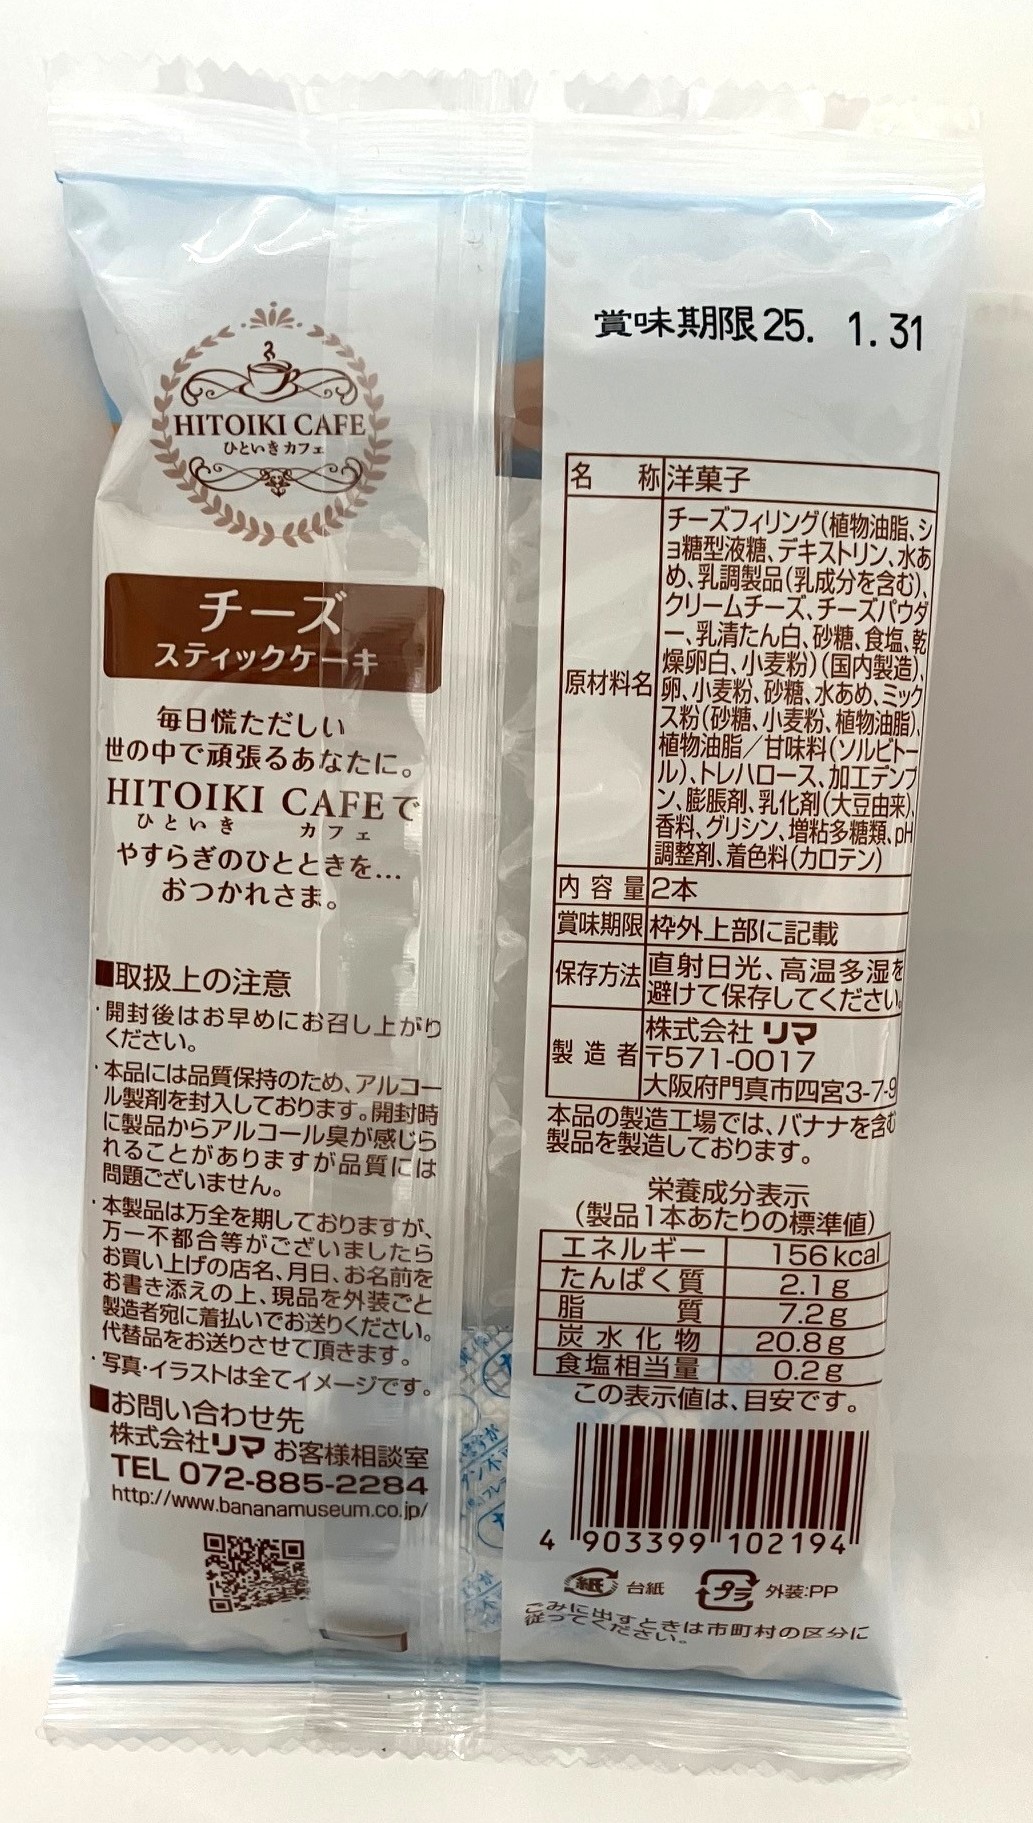 HITOIKI CAFE
ひといきカフェ
チーズ
スティックケーキ
毎日慌ただしい
世の中で頑張るあなたに。
HITOIKI CAFEで
ひといき カフェ
やすらぎのひとときを…
おつかれさま。
■取扱上の注意
・開封後はお早めにお召し上がり
ください。
・本品には品質保持のため、アルコー
ル製剤を封入しております。開封時
に製品からアルコール臭が感じら
れることがありますが品質には
問題ございません。
・本製品は万全を期しておりますが、
万一不都合等がございましたら
お買い上げの店名、月日、お名前を
お書き添えの上、現品を外装ごと
製造者宛に着払いでお送りください。
代替品をお送りさせて頂きます。
・写真・イラストは全てイメージです。
■お問い合わせ先
株式会社リマ お客様相談室
TEL 072-885-2284
http://www.bananamuseum.co.jp/
賞味期限 25. 1. 31
名 称 洋菓子
原材料名 チーズフィリング(植物油脂、シ
ョ糖型液糖、デキストリン、水あ
め、乳調製品(乳成分を含む)、
クリームチーズ、チーズパウダ
ー、乳清たん白、砂糖、食塩、乾
燥卵白、小麦粉)(国内製造)、
卵、小麦粉、砂糖、水あめ、ミック
ス粉(砂糖、小麦粉、植物油脂)、
植物油脂/甘味料(ソルビトー
ル)、トレハロース、加工デンプ
ン、膨脹剤、乳化剤(大豆由来)、
香料、グリシン、増粘多糖類、pH
調整剤、着色料(カロテン)
内容量 2本
賞味期限 枠外上部に記載
保存方法 直射日光、高温多湿を
避けて保存してください。
製造者 株式会社 リマ
〒571-0017
大阪府門真市四宮3-7-9
本品の製造工場では、バナナを含む
製品を製造しております。
栄養成分表示
(製品1本あたりの標準値)
エネルギー 156kcal
たんぱく質 2.1g
脂質 7.2g
炭水化物 20.8g
食塩相当量 0.2g
この表示値は、目安です。
4 903399 102194
紙 台紙 プラ 外装:PP
ごみに出すときは市町村の区分に
従ってください。